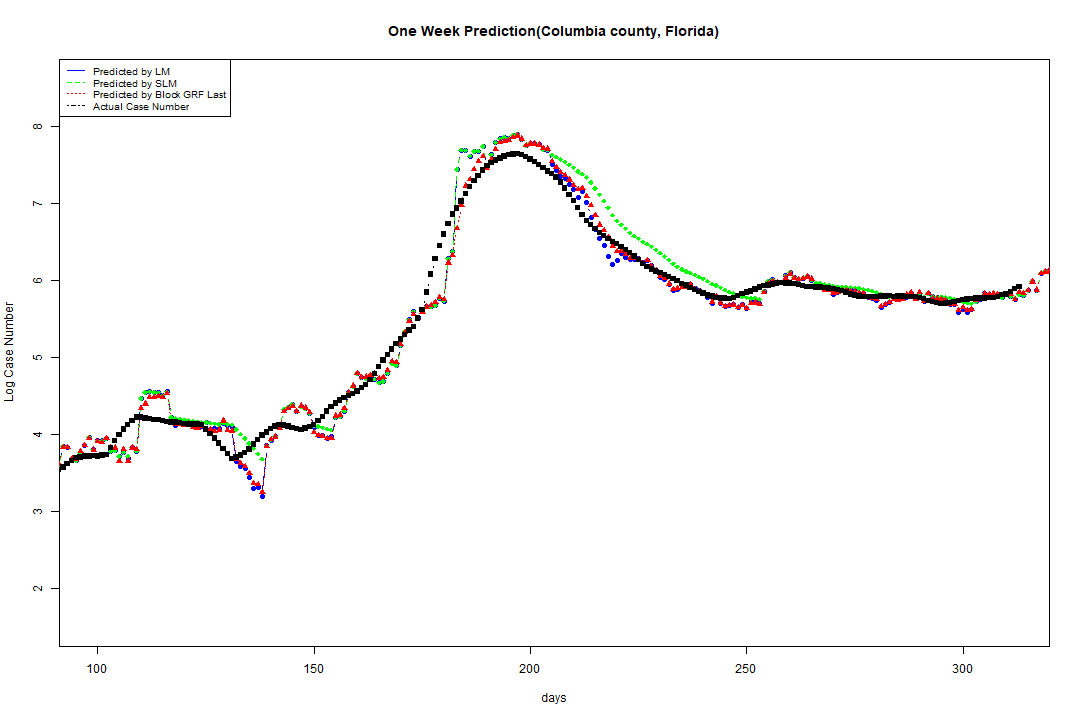 One Week Prediction(Columbia county, Florida)
Predicted by LM
Predicted by SLM
Predicted by Block GRF Last
Actual Case Number
8
7
6
5
4
3
2
Log Case Number
100 150 200 250 300
days